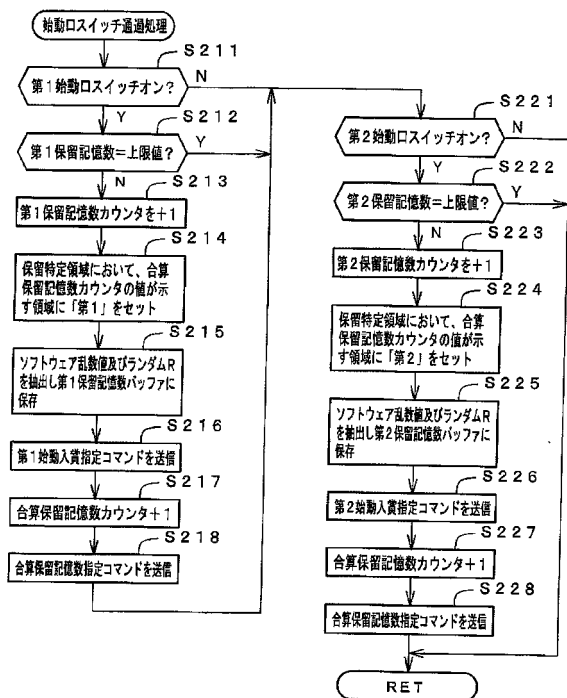 始動口スイッチ通過処理
S211
第1始動口スイッチオン?
N
Y
S212
第1保留記憶数=上限値?
Y
N
S213
第1保留記憶数カウンタを+1
S214
保留特定領域において、合算
保留記憶数カウンタの値が示
す領域に「第1」をセット
S215
ソフトウェア乱数値及びランダムR
を抽出し第1保留記憶数バッファに
保存
S216
第1始動入賞指定コマンドを送信
S217
合算保留記憶数カウンタ+1
S218
合算保留記憶数指定コマンドを送信
S221
第2始動口スイッチオン?
N
Y
S222
第2保留記憶数=上限値?
Y
N
S223
第2保留記憶数カウンタを+1
S224
保留特定領域において、合算
保留記憶数カウンタの値が示
す領域に「第2」をセット
S225
ソフトウェア乱数値及びランダムR
を抽出し第2保留記憶数バッファに
保存
S226
第2始動入賞指定コマンドを送信
S227
合算保留記憶数カウンタ+1
S228
合算保留記憶数指定コマンドを送信
RET